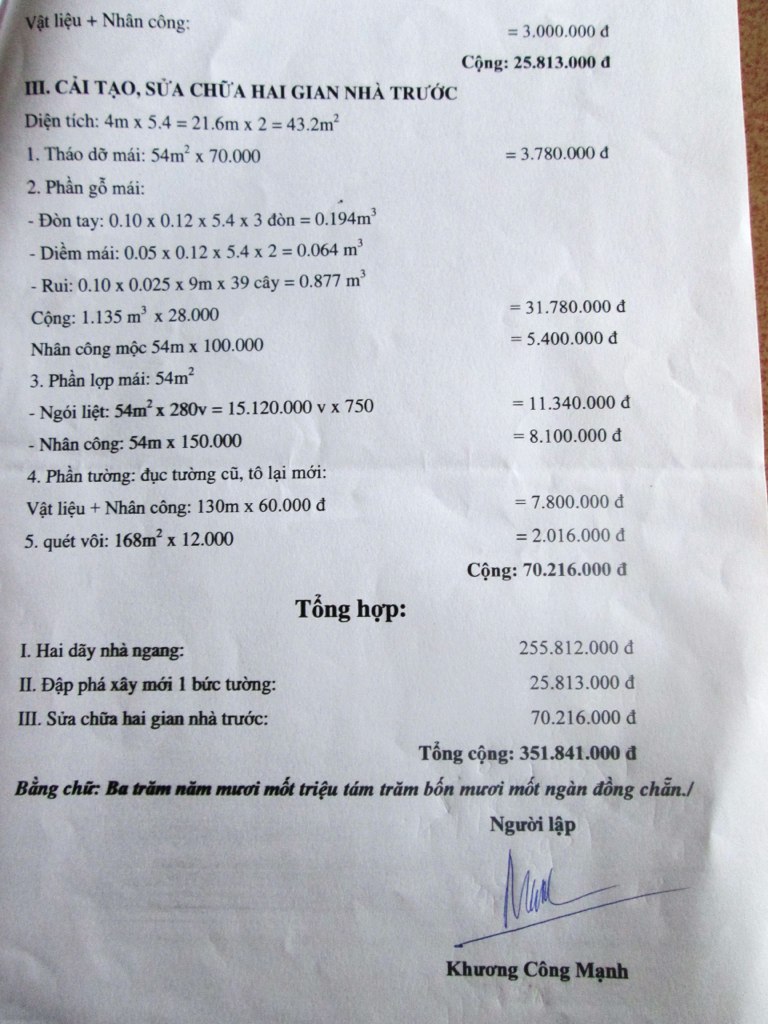 Vật liệu + Nhân công: = 3.000.000 đ
Cộng: 25.813.000 đ
III. CẢI TẠO, SỬA CHỮA HAI GIAN NHÀ TRƯỚC
Diện tích: 4m x 5.4 = 21.6m x 2 = 43.2m²
1. Tháo dỡ mái: 54m² x 70.000 = 3.780.000 đ
2. Phần gỗ mái:
- Đòn tay: 0.10 x 0.12 x 5.4 x 3 đòn = 0.194m³
- Diềm mái: 0.05 x 0.12 x 5.4 x 2 = 0.064 m³
- Rui: 0.10 x 0.025 x 9m x 39 cây = 0.877 m³
Cộng: 1.135 m³ x 28.000 = 31.780.000 đ
Nhân công mộc 54m x 100.000 = 5.400.000 đ
3. Phần lợp mái: 54m²
- Ngói liệt: 54m² x 280v = 15.120.000 v x 750 = 11.340.000 đ
- Nhân công: 54m x 150.000 = 8.100.000 đ
4. Phần tường: đục tường cũ, tô lại mới:
Vật liệu + Nhân công: 130m x 60.000 đ = 7.800.000 đ
5. quét vôi: 168m² x 12.000 = 2.016.000 đ
Cộng: 70.216.000 đ
Tổng hợp:
I. Hai dãy nhà ngang: 255.812.000 đ
II. Đập phá xây mới 1 bức tường: 25.813.000 đ
III. Sửa chữa hai gian nhà trước: 70.216.000 đ
Tổng cộng: 351.841.000 đ
Bằng chữ: Ba trăm năm mươi mốt triệu tám trăm bốn mươi mốt ngàn đồng chẵn./
Người lập
Khương Công Mạnh